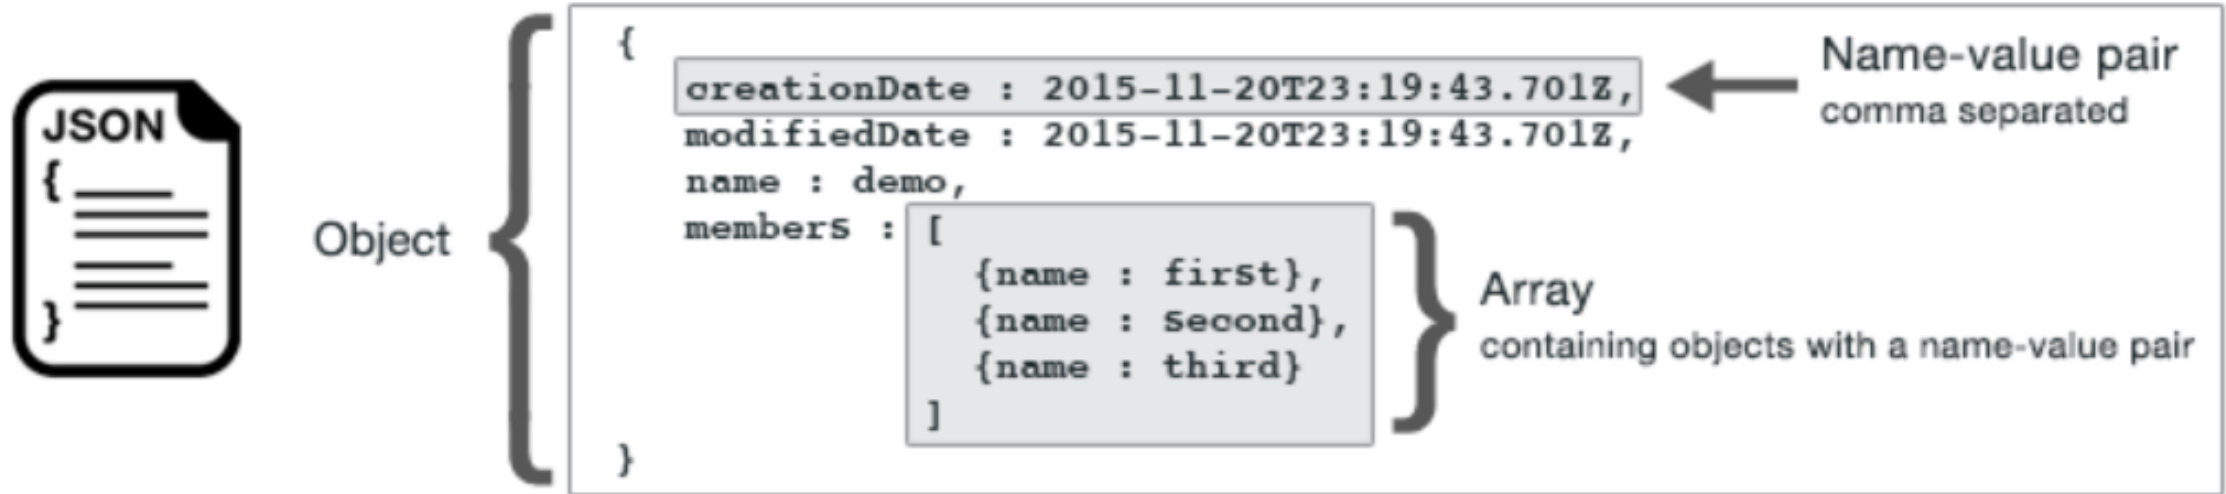 JSON
{
}
Object
{
creationDate : 2015-11-20T23:19:43.701Z,
modifiedDate : 2015-11-20T23:19:43.701Z,
name : demo,
members : [
{name : first},
{name : second},
{name : third}
]
}
Name-value pair
comma separated
Array
containing objects with a name-value pair